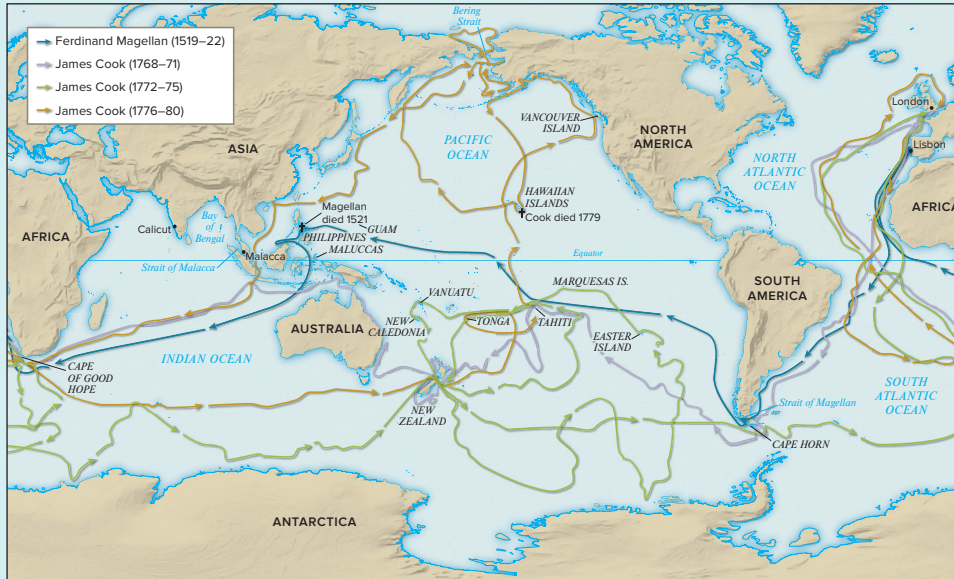 Ferdinand Magellan (1519–22)
James Cook (1768–71)
James Cook (1772–75)
James Cook (1776–80)
Bering
Strait
London
Lisbon
VANCOUVER
ISLAND
NORTH
AMERICA
PACIFIC
OCEAN
ASIA
NORTH
ATLANTIC
OCEAN
HAWAIIAN
ISLANDS
Cook died 1779
Magellan
died 1521
GUAM
Bay
of
Bengal
Calicut
AFRICA
AFRICA
PHILIPPINES
MALUCCAS
Malacca
Strait of Malacca
Equator
MARQUESAS IS.
SOUTH
AMERICA
VANUATU
NEW
CALEDONIA
TONGA
TAHITI
EASTER
ISLAND
AUSTRALIA
INDIAN OCEAN
CAPE
OF GOOD
HOPE
SOUTH
ATLANTIC
OCEAN
Strait of Magellan
NEW
ZEALAND
CAPE HORN
ANTARCTICA